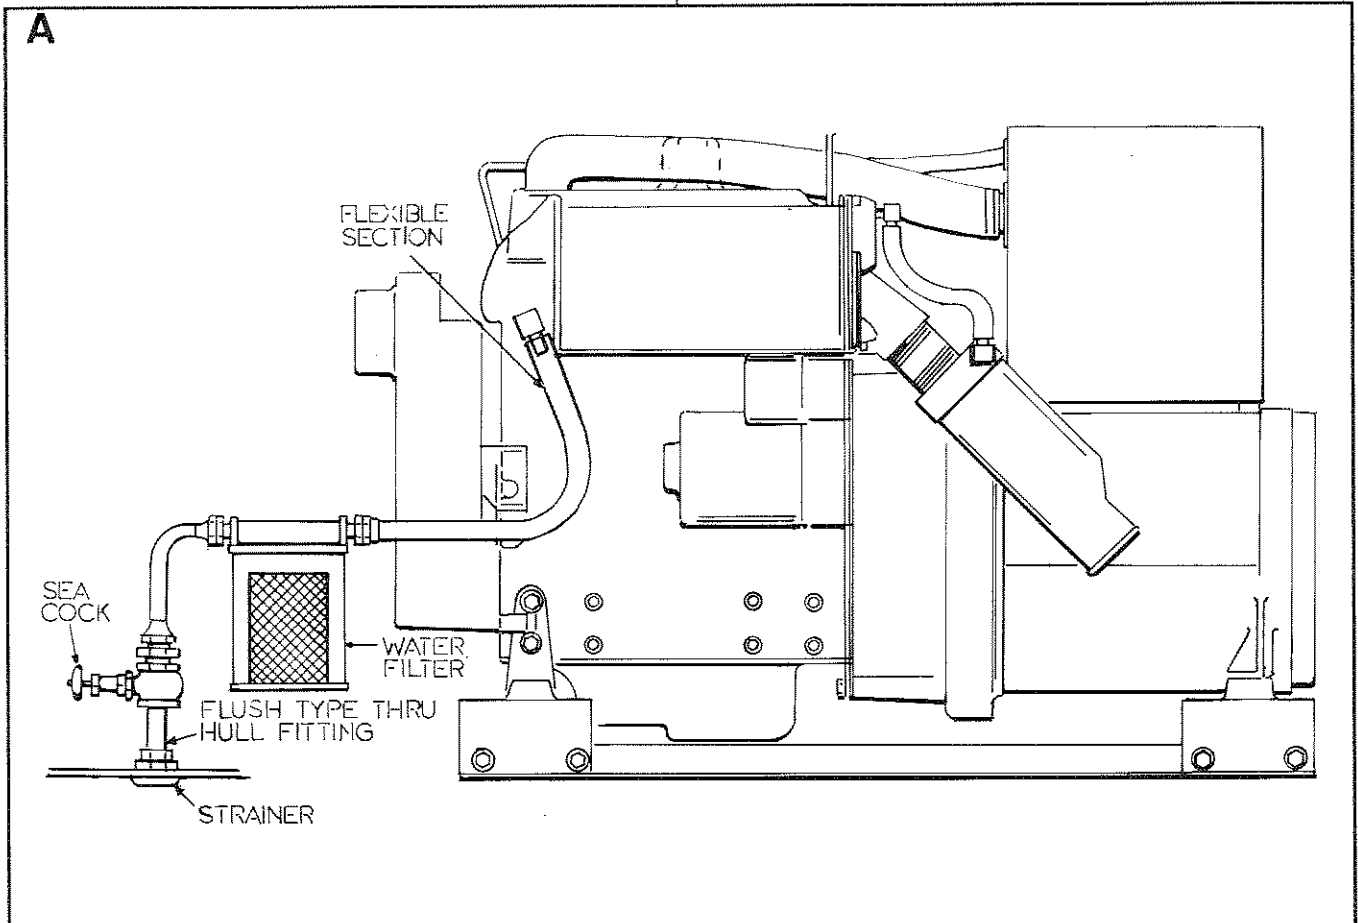 A
FLEXIBLE
SECTION
SEA
COCK
WATER
FILTER
FLUSH TYPE THRU
HULL FITTING
STRAINER